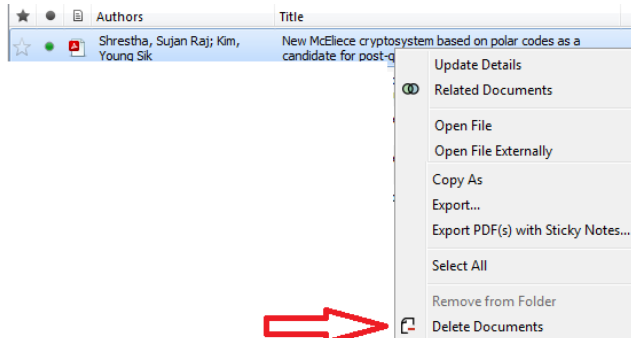 Authors Title
Shrestha, Sujan Raj; Kim, New McEliece cryptosystem based on polar codes as a
Young Sik candidate for post-q
Update Details
Related Documents
Open File
Open File Externally
Copy As
Export...
Export PDF(s) with Sticky Notes...
Select All
Remove from Folder
Delete Documents